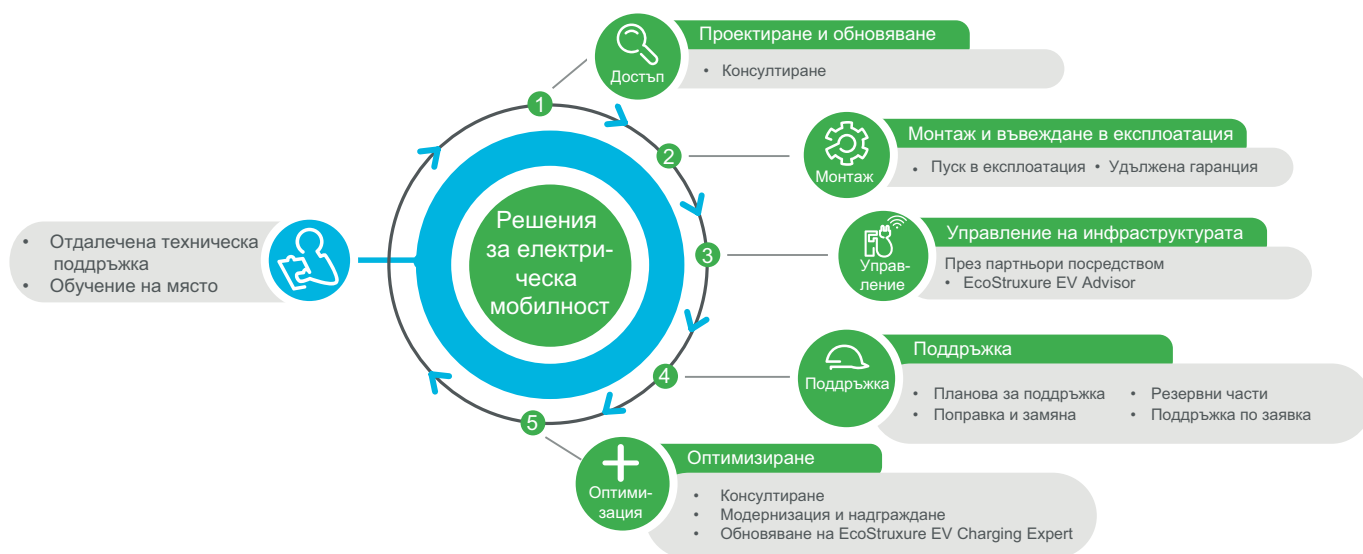 Проектиране и обновяване
Достъп
• Консултиране
1
2
Монтаж и въвеждане в експлоатация
Монтаж
• Пуск в експлоатация • Удължена гаранция
Решения
за електри-
ческа
мобилност
• Отдалечена техническа
поддръжка
• Обучение на място
3
Управление на инфраструктурата
Управ-
ление
През партньори посредством
• EcoStruxure EV Advisor
4
Поддръжка
Поддръжка
• Планова за поддръжка • Резервни части
• Поправка и замяна • Поддръжка по заявка
5
Оптимизиране
Оптими-
зация
• Консултиране
• Модернизация и надграждане
• Обновяване на EcoStruxure EV Charging Expert